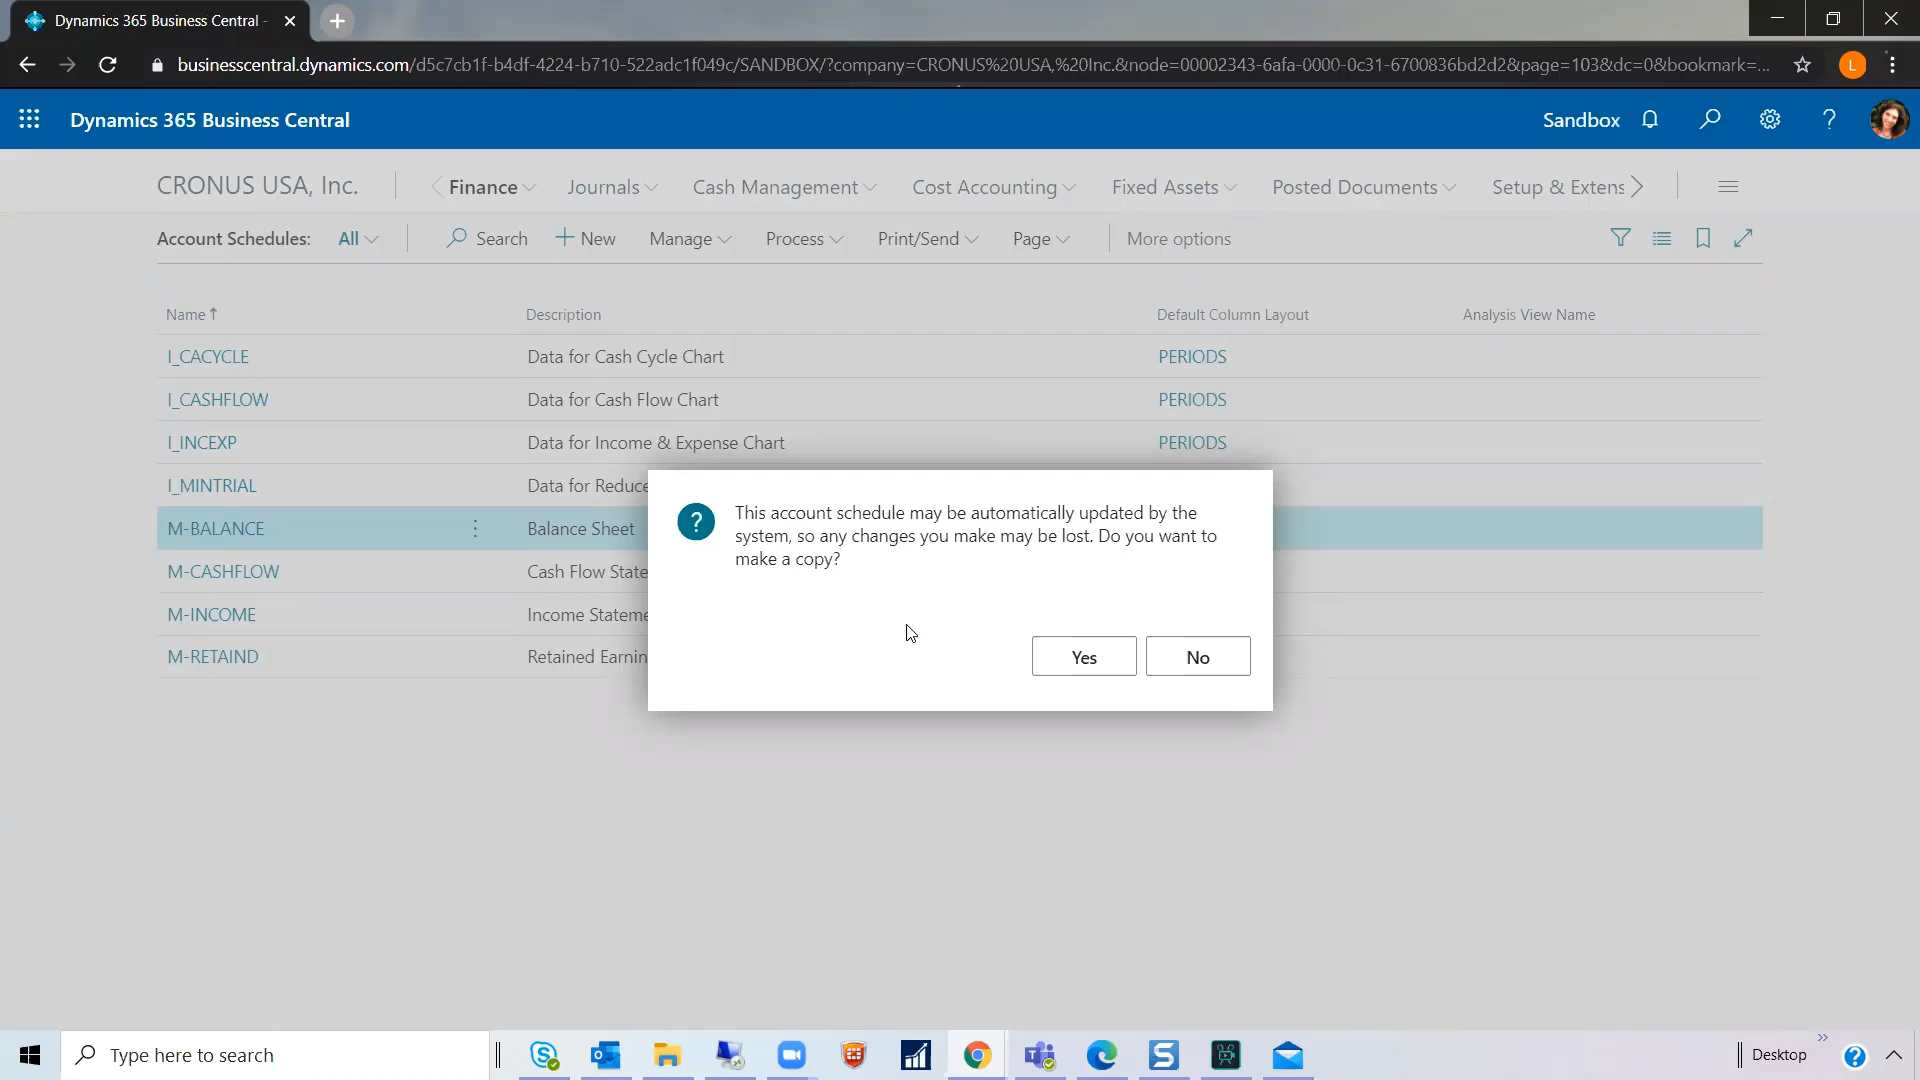 Dynamics 365 Business Central -
businesscentral.dynamics.com/d5c7cb1f-b4df-4224-b710-522adc1f049c/SANDBOX/?company=CRONUS%20USA,%20Inc.&node=00002343-6afa-0000-0c31-6700836bd2d2&page=103&dc=0&bookmark=...
L
Dynamics 365 Business Central
Sandbox
CRONUS USA, Inc.
Finance Journals Cash Management Cost Accounting Fixed Assets Posted Documents Setup & Extens
Account Schedules: All Search + New Manage Process Print/Send Page More options
Name ↑ Description Default Column Layout Analysis View Name
I_CACYCLE Data for Cash Cycle Chart PERIODS
I_CASHFLOW Data for Cash Flow Chart PERIODS
I_INCEXP Data for Income & Expense Chart PERIODS
I_MINTRIAL Data for Reduce
M-BALANCE Balance Sheet
M-CASHFLOW Cash Flow State
M-INCOME Income Stateme
M-RETAIND Retained Earnin
This account schedule may be automatically updated by the
system, so any changes you make may be lost. Do you want to
make a copy?
Yes No
Type here to search
Desktop